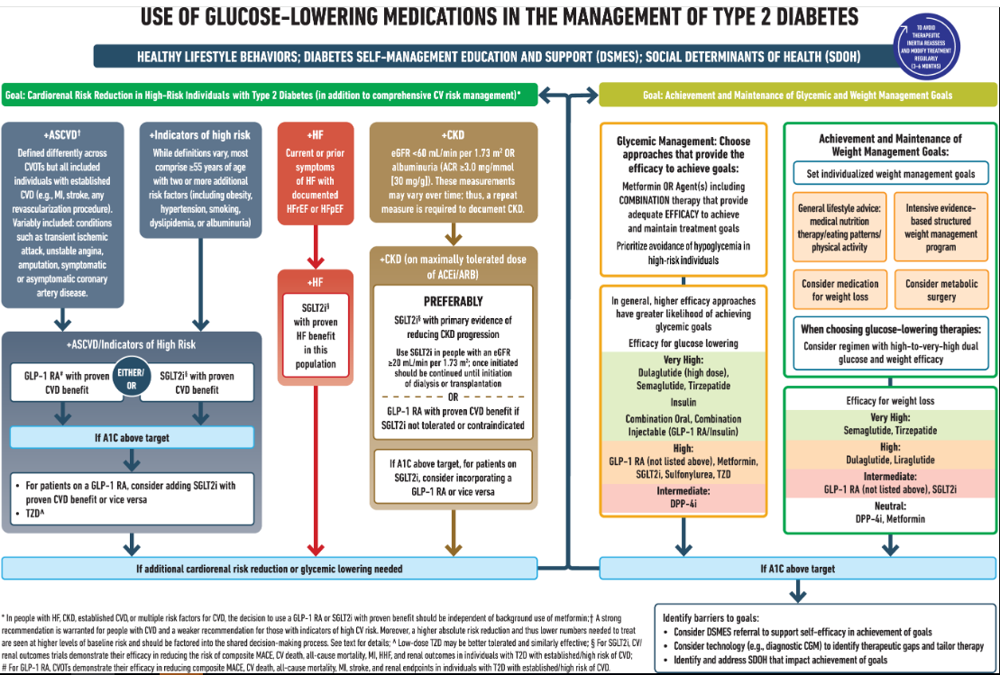 USE OF GLUCOSE-LOWERING MEDICATIONS IN THE MANAGEMENT OF TYPE 2 DIABETES
HEALTHY LIFESTYLE BEHAVIORS; DIABETES SELF-MANAGEMENT EDUCATION AND SUPPORT (DSMES); SOCIAL DETERMINANTS OF HEALTH (SDOH)
TO AVOID
THERAPEUTIC
INERTIA REASSESS
AND MODIFY TREATMENT
REGULARLY
(3–6 MONTHS)
Goal: Cardiorenal Risk Reduction in High-Risk Individuals with Type 2 Diabetes (in addition to comprehensive CV risk management)*
+ASCVD†
Defined differently across
CVOTs but all included
individuals with established
CVD (e.g., MI, stroke, any
revascularization procedure).
Variably included: conditions
such as transient ischemic
attack, unstable angina,
amputation, symptomatic
or asymptomatic coronary
artery disease.
+Indicators of high risk
While definitions vary, most
comprise ≥55 years of age
with two or more additional
risk factors (including obesity,
hypertension, smoking,
dyslipidemia, or albuminuria)
+HF
Current or prior
symptoms
of HF with
documented
HFrEF or HFpEF
+CKD
eGFR <60 mL/min per 1.73 m² OR
albuminuria (ACR ≥3.0 mg/mmol
[30 mg/g]). These measurements
may vary over time; thus, a repeat
measure is required to document CKD.
+ASCVD/Indicators of High Risk
GLP-1 RA# with proven
CVD benefit
EITHER/
OR
SGLT2i§ with proven
CVD benefit
If A1C above target
• For patients on a GLP-1 RA, consider adding SGLT2i with
proven CVD benefit or vice versa
• TZD^
+HF
SGLT2i§
with proven
HF benefit
in this
population
+CKD (on maximally tolerated dose
of ACEi/ARB)
PREFERABLY
SGLT2i§ with primary evidence of
reducing CKD progression
Use SGLT2i in people with an eGFR
≥20 mL/min per 1.73 m²; once initiated
should be continued until initiation
of dialysis or transplantation
OR
GLP-1 RA with proven CVD benefit if
SGLT2i not tolerated or contraindicated
If A1C above target, for patients on
SGLT2i, consider incorporating a
GLP-1 RA or vice versa
If additional cardiorenal risk reduction or glycemic lowering needed
Goal: Achievement and Maintenance of Glycemic and Weight Management Goals
Glycemic Management: Choose
approaches that provide the
efficacy to achieve goals:
Metformin OR Agent(s) including
COMBINATION therapy that provide
adequate EFFICACY to achieve
and maintain treatment goals
Prioritize avoidance of hypoglycemia in
high-risk individuals
In general, higher efficacy approaches
have greater likelihood of achieving
glycemic goals
Efficacy for glucose lowering
Very High:
Dulaglutide (high dose),
Semaglutide, Tirzepatide
Insulin
Combination Oral, Combination
Injectable (GLP-1 RA/Insulin)
High:
GLP-1 RA (not listed above), Metformin,
SGLT2i, Sulfonylurea, TZD
Intermediate:
DPP-4i
Achievement and Maintenance of
Weight Management Goals:
Set individualized weight management goals
General lifestyle advice:
medical nutrition
therapy/eating patterns/
physical activity
Intensive evidence-
based structured
weight management
program
Consider medication
for weight loss
Consider metabolic
surgery
When choosing glucose-lowering therapies:
Consider regimen with high-to-very-high dual
glucose and weight efficacy
Efficacy for weight loss
Very High:
Semaglutide, Tirzepatide
High:
Dulaglutide, Liraglutide
Intermediate:
GLP-1 RA (not listed above), SGLT2i
Neutral:
DPP-4i, Metformin
If A1C above target
Identify barriers to goals:
• Consider DSMES referral to support self-efficacy in achievement of goals
• Consider technology (e.g., diagnostic CGM) to identify therapeutic gaps and tailor therapy
• Identify and address SDOH that impact achievement of goals
* In people with HF, CKD, established CVD, or multiple risk factors for CVD, the decision to use a GLP-1 RA or SGLT2i with proven benefit should be independent of background use of metformin;† A strong
recommendation is warranted for people with CVD and a weaker recommendation for those with indicators of high CV risk. Moreover, a higher absolute risk reduction and thus lower numbers needed to treat
are seen at higher levels of baseline risk and should be factored into the shared decision-making process. See text for details; ^ Low-dose TZD may be better tolerated and similarly effective; § For SGLT2i, CV/
renal outcomes trials demonstrate their efficacy in reducing the risk of composite MACE, CV death, all-cause mortality, MI, HHF, and renal outcomes in individuals with T2D with established/high risk of CVD;
# For GLP-1 RA, CVOTs demonstrate their efficacy in reducing composite MACE, CV death, all-cause mortality, MI, stroke, and renal endpoints in individuals with T2D with established/high risk of CVD.